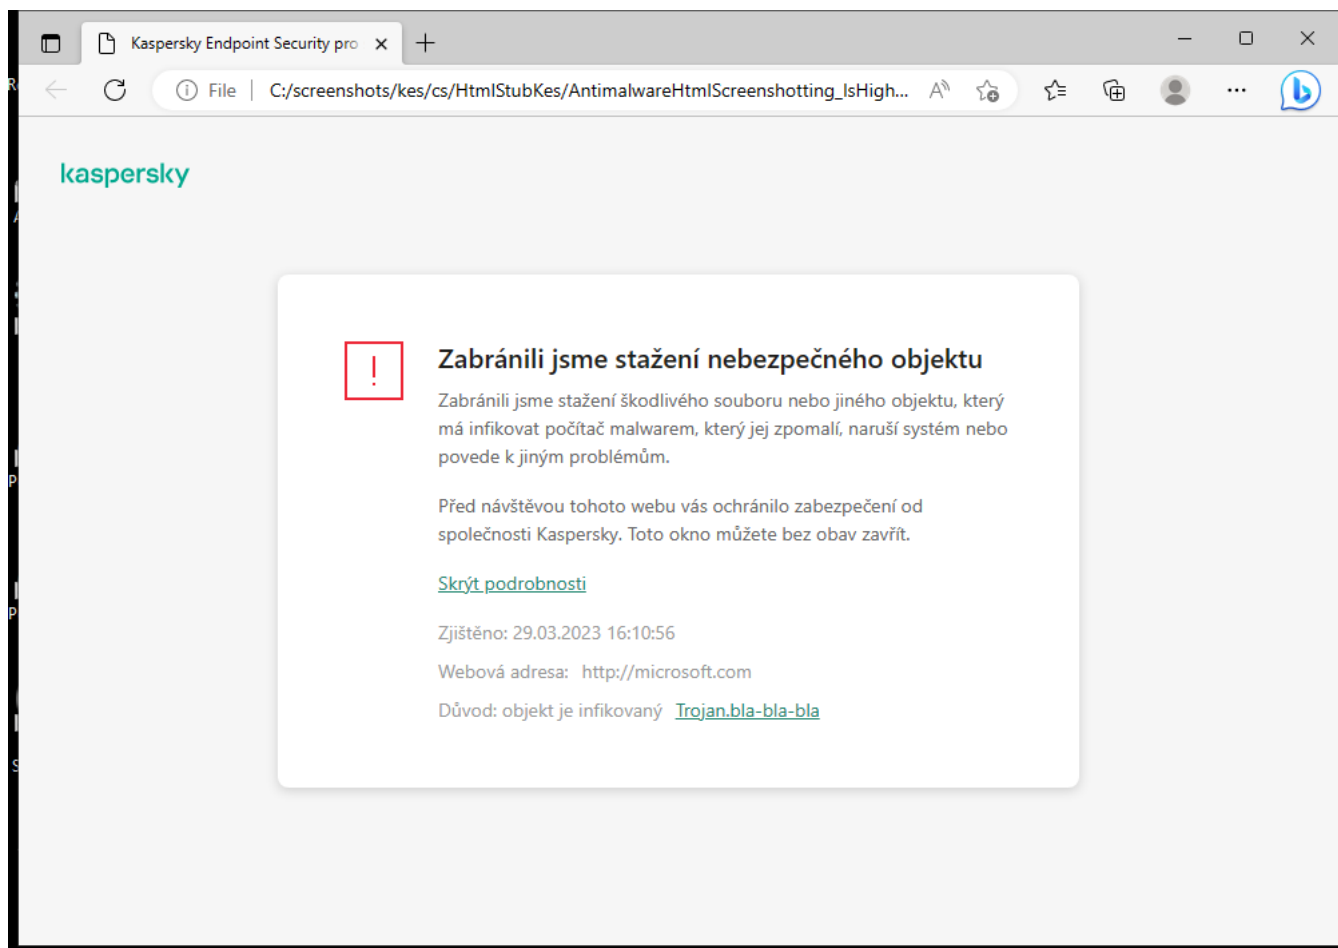 Kaspersky Endpoint Security pro
File
C:/screenshots/kes/cs/HtmlStubKes/AntimalwareHtmlScreenshotting_IsHigh...
kaspersky
Zabránili jsme stažení nebezpečného objektu
Zabránili jsme stažení škodlivého souboru nebo jiného objektu, který
má infikovat počítač malwarem, který jej zpomalí, naruší systém nebo
povede k jiným problémům.
Před návštěvou tohoto webu vás ochránilo zabezpečení od
společnosti Kaspersky. Toto okno můžete bez obav zavřít.
Skrýt podrobnosti
Zjištěno: 29.03.2023 16:10:56
Webová adresa: http://microsoft.com
Důvod: objekt je infikovaný Trojan.bla-bla-bla